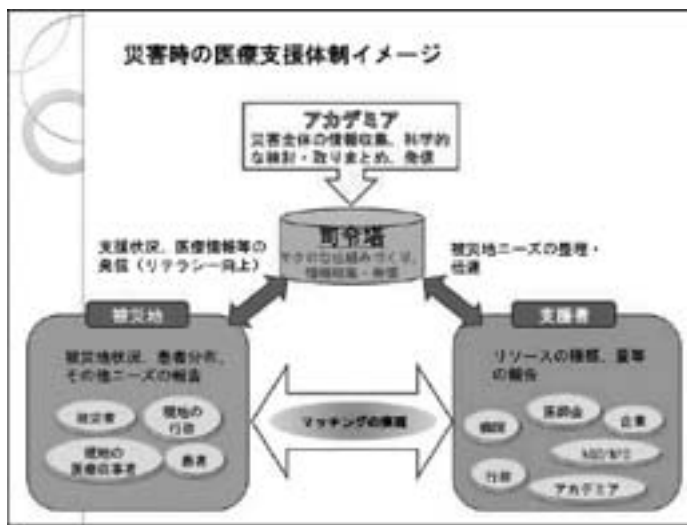 災害時の医療支援体制イメージ
アカデミア
災害全体の情報収集、科学的
な検討・取りまとめ、発信
司令塔
情報収集・発信
支援状況、医療情報等の
発信（リテラシー向上）
被災地ニーズの整理・
伝達
被災地
被災地状況、患者分布、
その他ニーズの報告
被災者
現地の
行政
現地の
医療従事者
患者
マッチングの
支援者
リソースの種類、量等
の報告
医師会
企業
NGO/NPO
行政
アカデミア